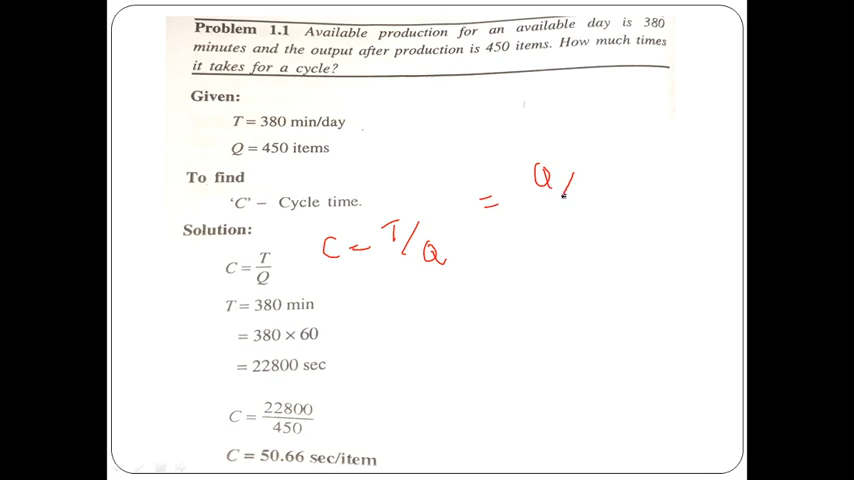 Problem 1.1 Available production for an available day is 380
minutes and the output after production is 450 items. How much times
it takes for a cycle?
Given:
T = 380 min/day
Q = 450 items
To find
‘C’ – Cycle time.
= Q /
Solution:
C = T/Q
C = T/Q
T = 380 min
= 380 × 60
= 22800 sec
C = 22800/450
C = 50.66 sec/item